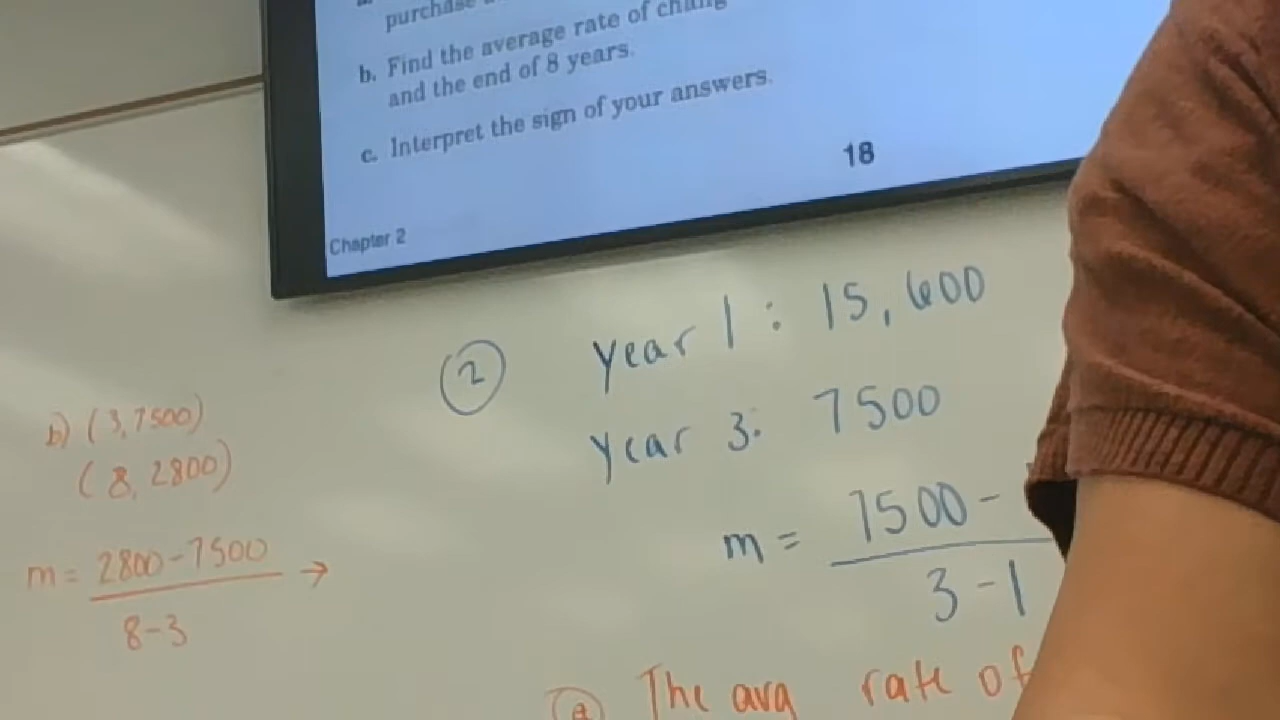 purchase
b. Find the average rate of chang
and the end of 8 years.
c. Interpret the sign of your answers.
18
Chapter 2
2 year 1 : 15,600
year 3: 7500
m = 7500 -
3 - 1
b) (3,7500)
(8,2800)
m = 2800-7500 →
8-3
a The avg rate of